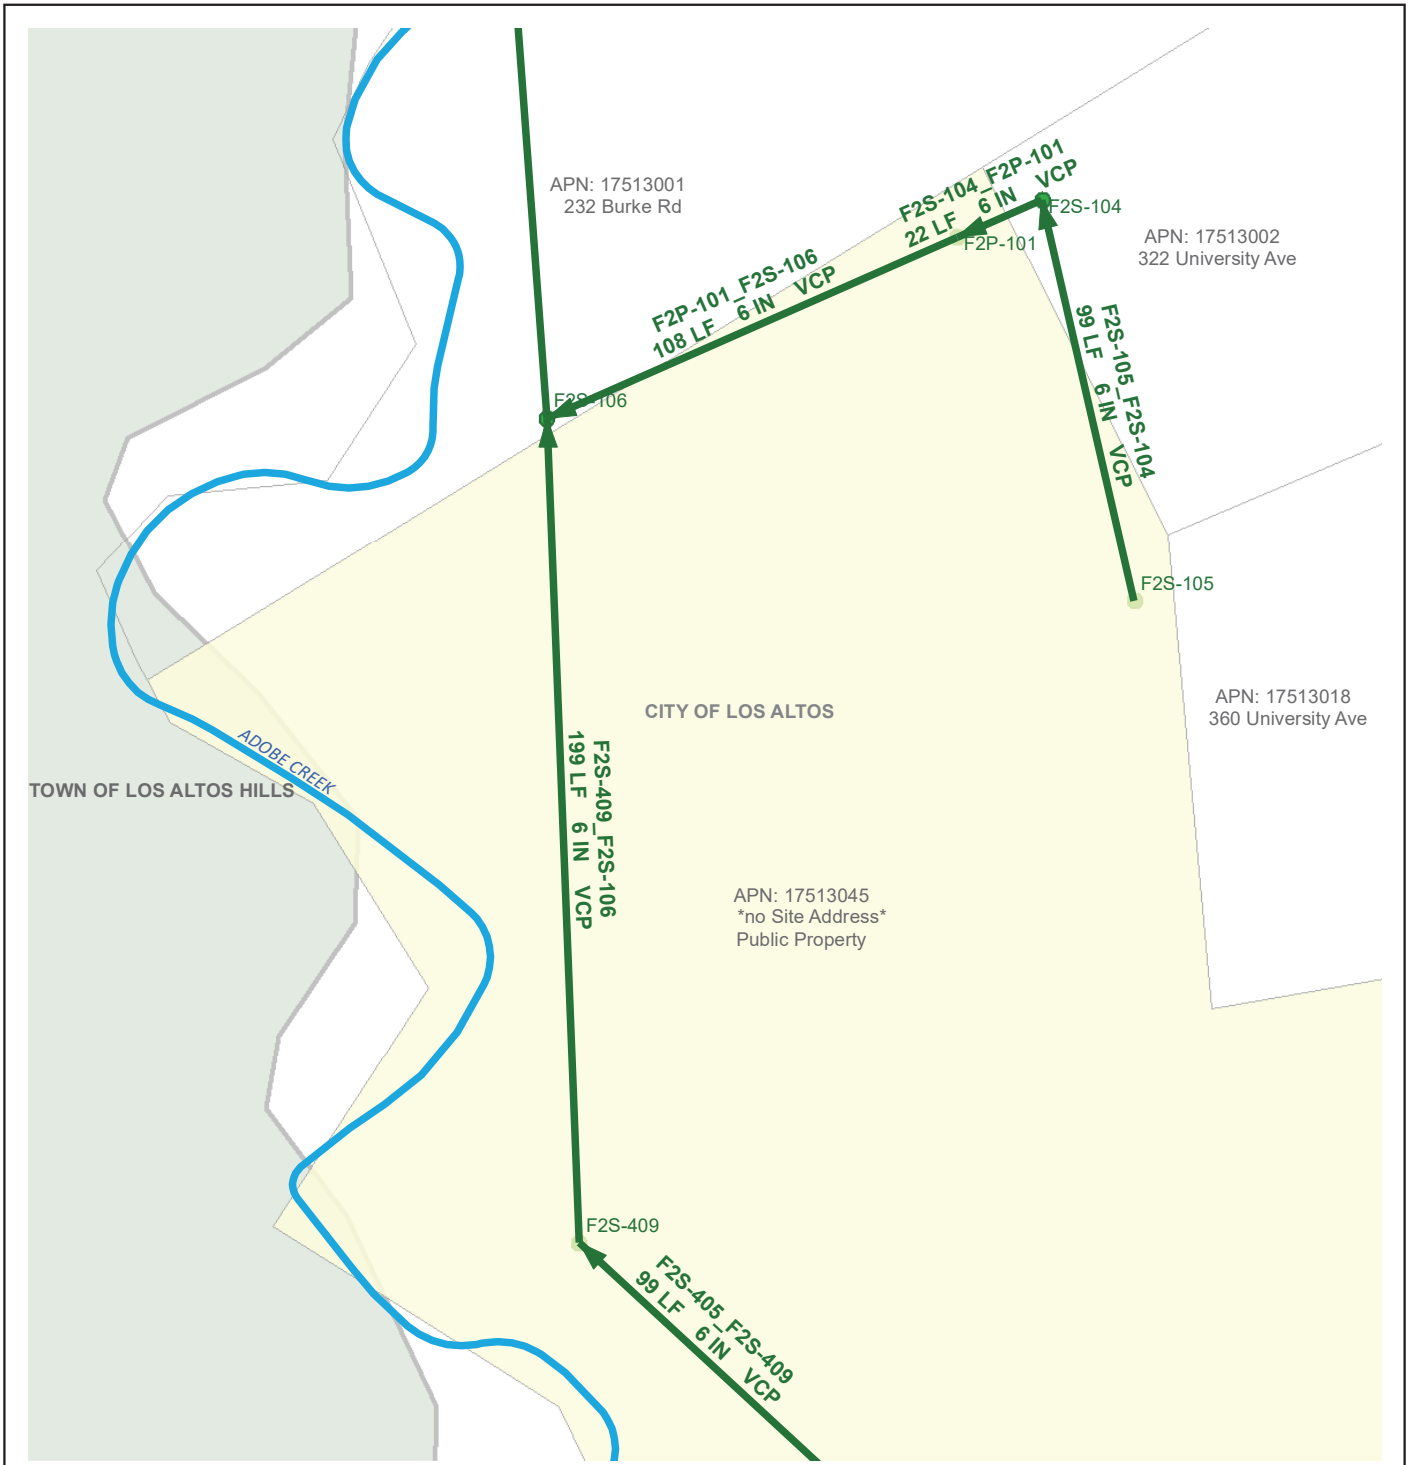 F2S-104_F2P-101
22 LF 6 IN VCP
APN: 17513001
232 Burke Rd
F2S-104
F2P-101
APN: 17513002
322 University Ave
F2P-101_F2S-106
108 LF 6 IN VCP
F2S-105_F2S-104
99 LF 6 IN VCP
F2S-106
F2S-105
APN: 17513018
360 University Ave
CITY OF LOS ALTOS
ADOBE CREEK
TOWN OF LOS ALTOS HILLS
F2S-409_F2S-106
199 LF 6 IN VCP
APN: 17513045
*no Site Address*
Public Property
F2S-409
F2S-405_F2S-409
99 LF 6 IN VCP